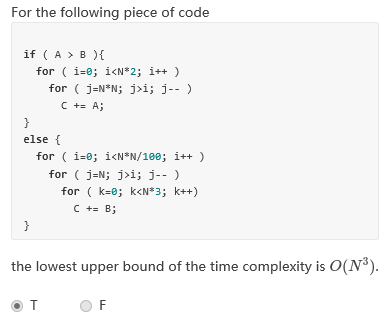 For the following piece of code
if ( A > B ){
for ( i=0; i<N*2; i++ )
for ( j=N*N; j>i; j-- )
C += A;
}
else {
for ( i=0; i<N*N/100; i++ )
for ( j=N; j>i; j-- )
for ( k=0; k<N*3; k++)
C += B;
}
the lowest upper bound of the time complexity is O(N³).
T F